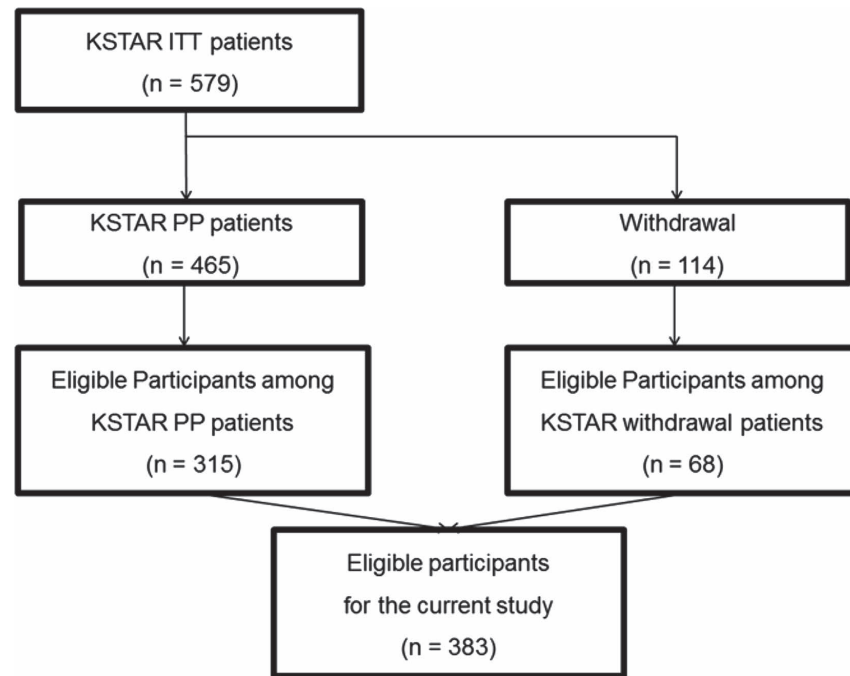 KSTAR ITT patients
(n = 579)
KSTAR PP patients
(n = 465)
Withdrawal
(n = 114)
Eligible Participants among
KSTAR PP patients
(n = 315)
Eligible Participants among
KSTAR withdrawal patients
(n = 68)
Eligible participants
for the current study
(n = 383)